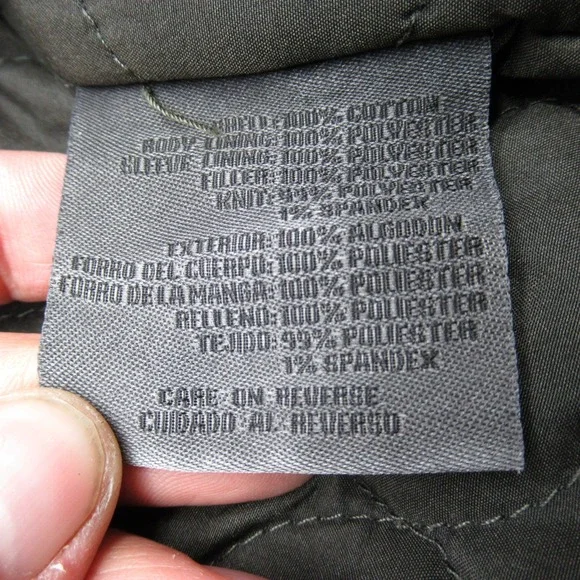 SHELL: 100% COTTON
BODY LINING: 100% POLYESTER
SLEEVE LINING: 100% POLYESTER
FILLER: 100% POLYESTER
KNIT: 99% POLYESTER
1% SPANDEX
EXTERIOR: 100% ALGODON
FORRO DEL CUERPO: 100% POLIESTER
FORRO DE LA MANGA: 100% POLIESTER
RELLENO: 100% POLIESTER
TEJIDO: 99% POLIESTER
1% SPANDEX
CARE ON REVERSE
CUIDADO AL REVERSO